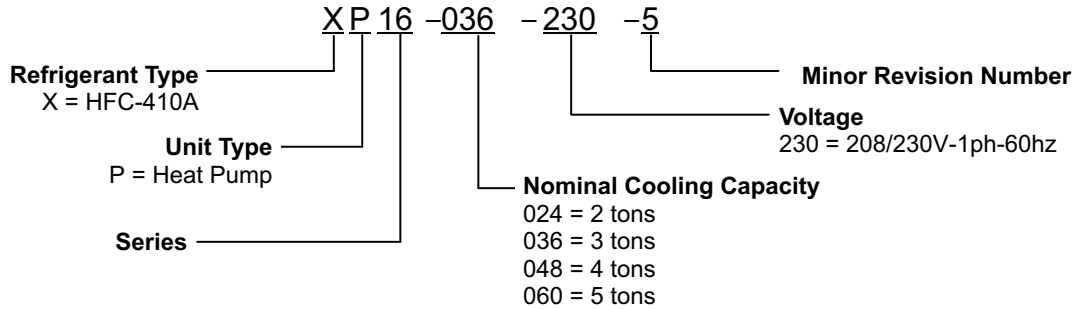 XP16 –036 –230 –5
Refrigerant Type
X = HFC-410A
Minor Revision Number
Voltage
230 = 208/230V-1ph-60hz
Unit Type
P = Heat Pump
Nominal Cooling Capacity
024 = 2 tons
036 = 3 tons
048 = 4 tons
060 = 5 tons
Series